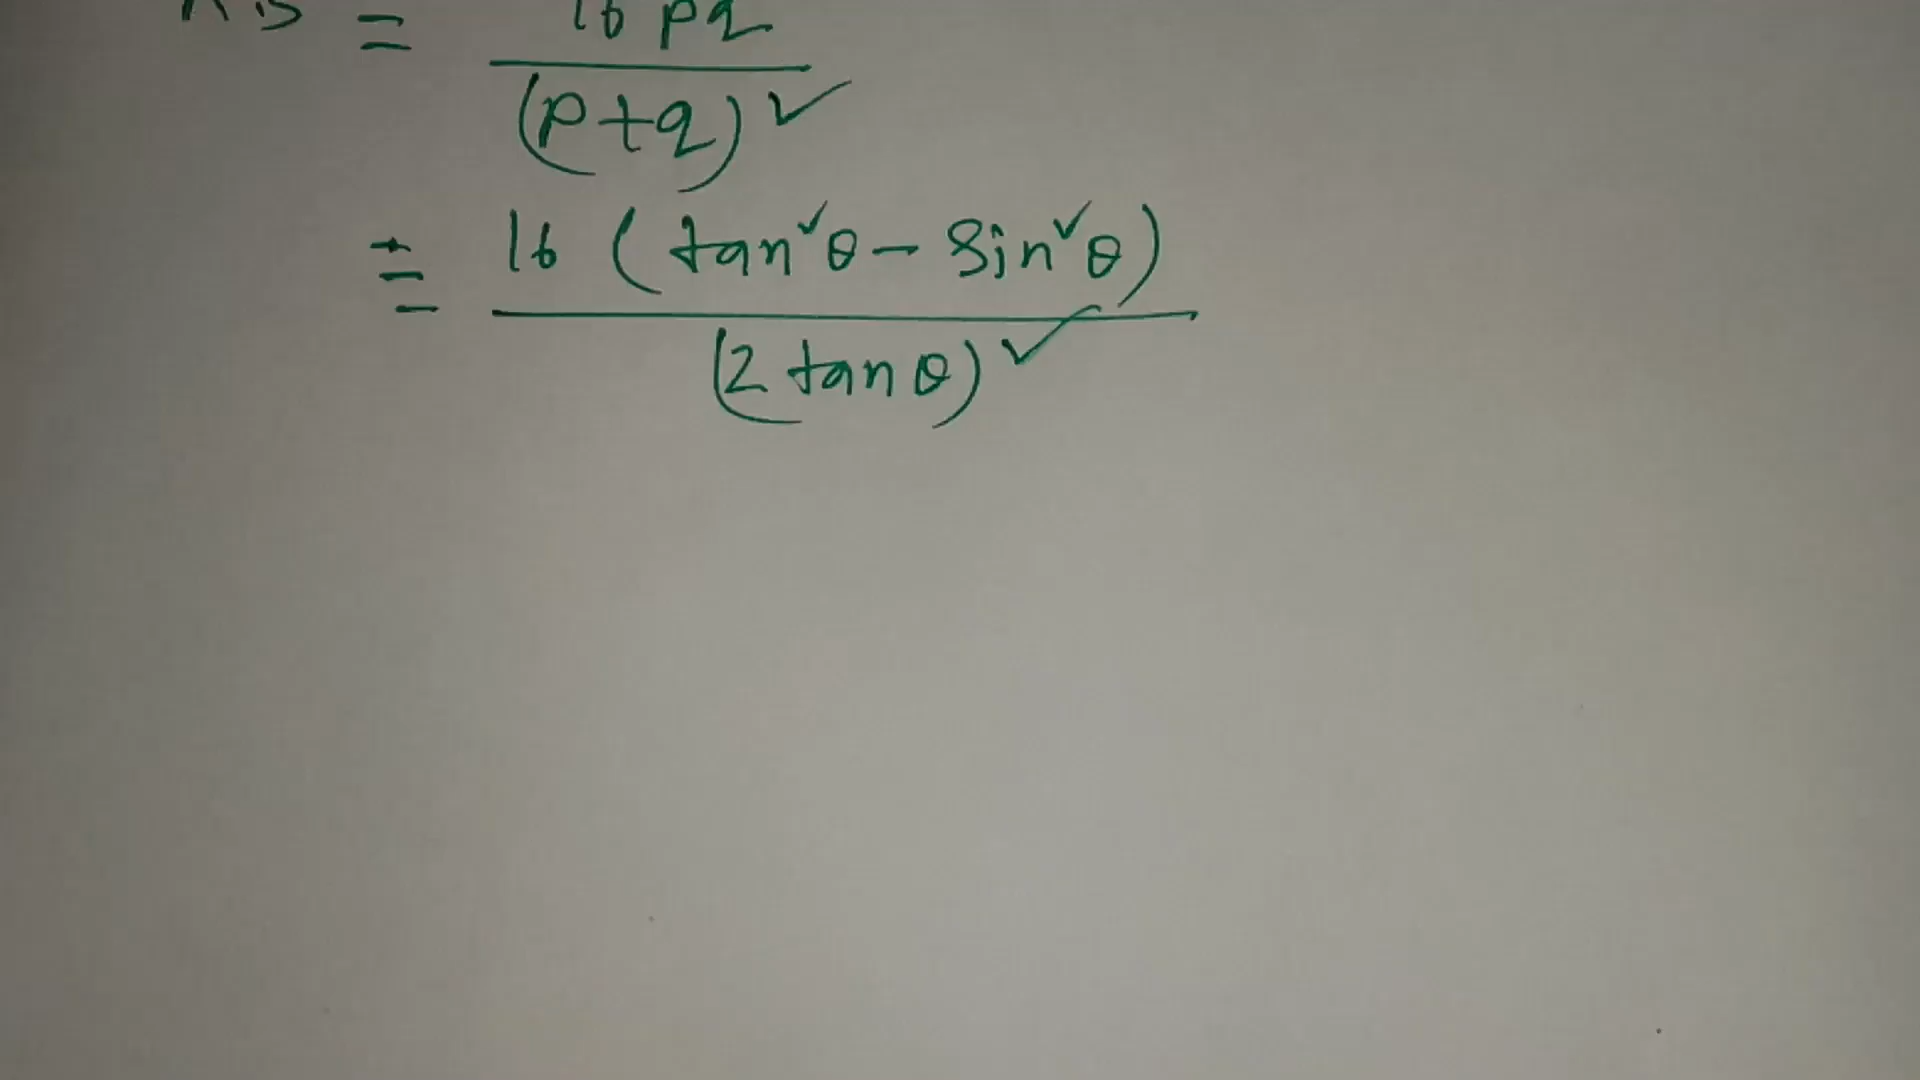 = 16 pq
(p+q)²
= 16 (tan²θ - Sin²θ)
(2 tan θ)²